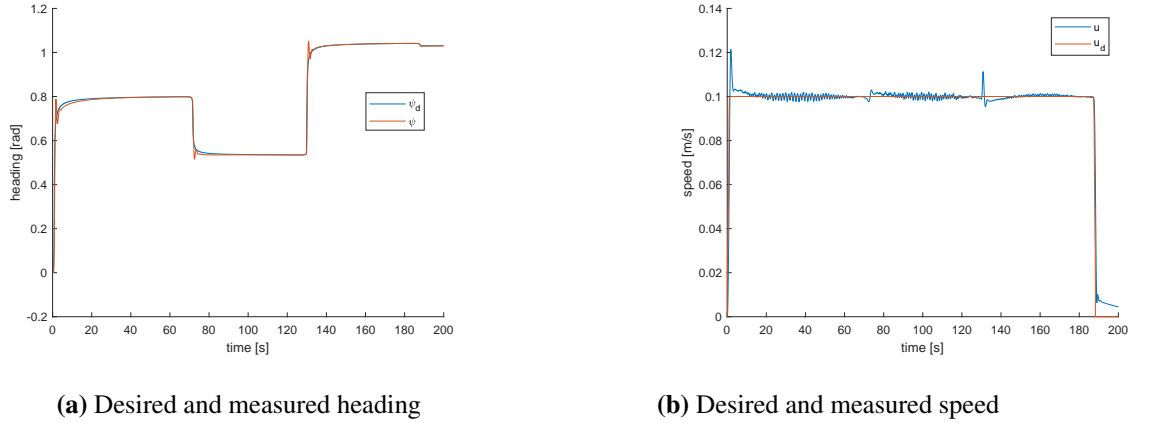 1.2
1
0.8
0.6
0.4
0.2
0
-0.2
heading [rad]
ψd
ψ
0 20 40 60 80 100 120 140 160 180 200
time [s]
(a) Desired and measured heading
0.14
0.12
0.1
0.08
0.06
0.04
0.02
0
speed [m/s]
u
ud
0 20 40 60 80 100 120 140 160 180 200
time [s]
(b) Desired and measured speed